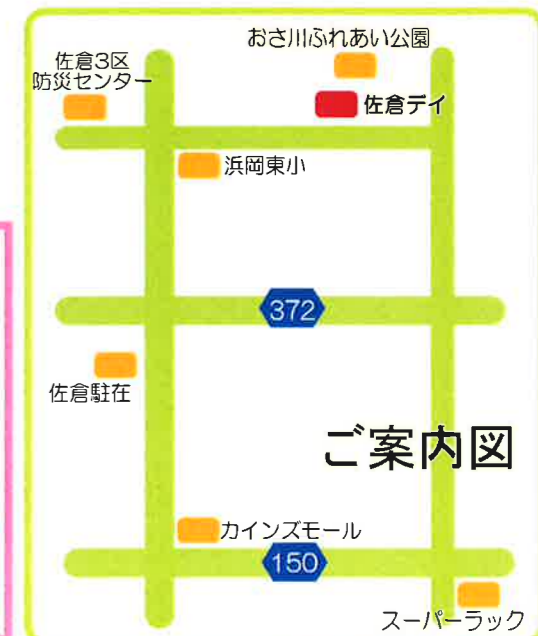 おさ川ふれあい公園
佐倉3区
防災センター
佐倉デイ
浜岡東小
372
佐倉駐在
ご案内図
カインズモール
150
スーパーラック